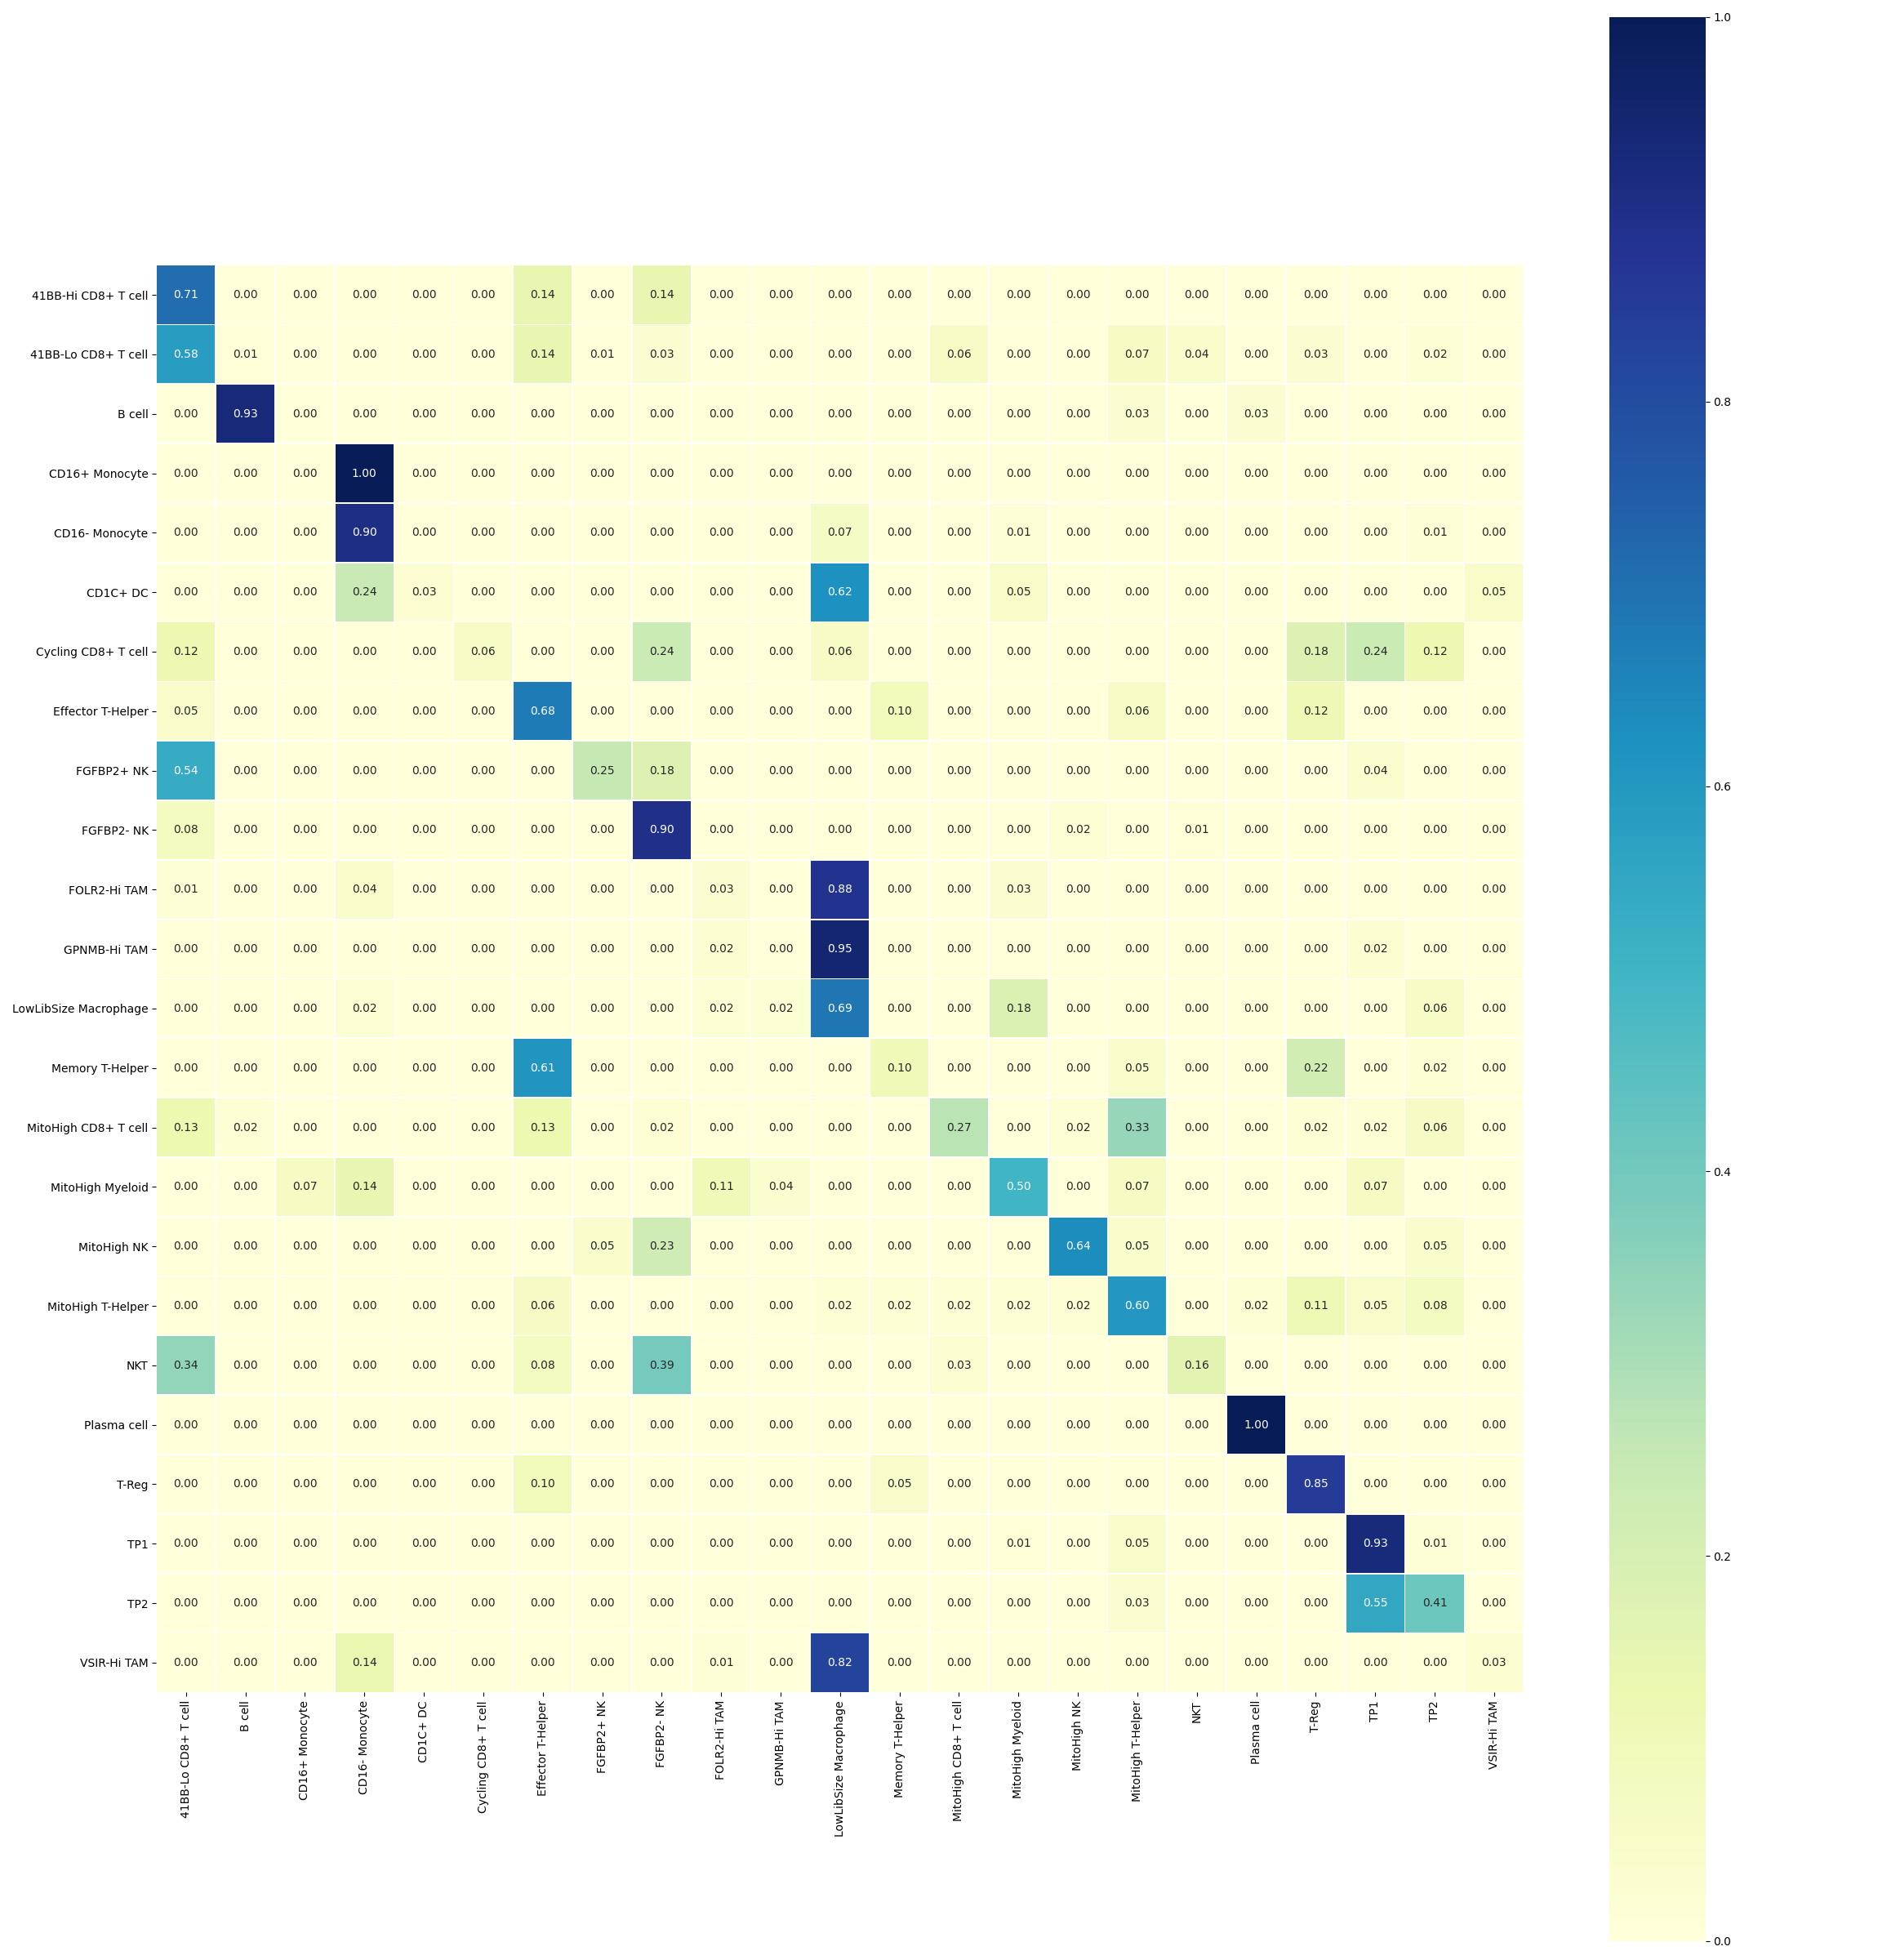 1.0
41BB-Hi CD8+ T cell 0.71 0.00 0.00 0.00 0.00 0.00 0.14 0.00 0.14 0.00 0.00 0.00 0.00 0.00 0.00 0.00 0.00 0.00 0.00 0.00 0.00 0.00 0.00
41BB-Lo CD8+ T cell 0.58 0.01 0.00 0.00 0.00 0.00 0.14 0.01 0.03 0.00 0.00 0.00 0.00 0.06 0.00 0.00 0.07 0.04 0.00 0.03 0.00 0.02 0.00
0.8
B cell 0.00 0.93 0.00 0.00 0.00 0.00 0.00 0.00 0.00 0.00 0.00 0.00 0.00 0.00 0.00 0.00 0.03 0.00 0.03 0.00 0.00 0.00 0.00
CD16+ Monocyte 0.00 0.00 0.00 1.00 0.00 0.00 0.00 0.00 0.00 0.00 0.00 0.00 0.00 0.00 0.00 0.00 0.00 0.00 0.00 0.00 0.00 0.00 0.00
CD16- Monocyte 0.00 0.00 0.00 0.90 0.00 0.00 0.00 0.00 0.00 0.00 0.00 0.07 0.00 0.00 0.01 0.00 0.00 0.00 0.00 0.00 0.00 0.01 0.00
CD1C+ DC 0.00 0.00 0.00 0.24 0.03 0.00 0.00 0.00 0.00 0.00 0.00 0.62 0.00 0.00 0.05 0.00 0.00 0.00 0.00 0.00 0.00 0.00 0.05
Cycling CD8+ T cell 0.12 0.00 0.00 0.00 0.00 0.06 0.00 0.00 0.24 0.00 0.00 0.06 0.00 0.00 0.00 0.00 0.00 0.00 0.00 0.18 0.24 0.12 0.00
Effector T-Helper 0.05 0.00 0.00 0.00 0.00 0.00 0.68 0.00 0.00 0.00 0.00 0.00 0.10 0.00 0.00 0.00 0.06 0.00 0.00 0.12 0.00 0.00 0.00
FGFBP2+ NK 0.54 0.00 0.00 0.00 0.00 0.00 0.00 0.25 0.18 0.00 0.00 0.00 0.00 0.00 0.00 0.00 0.00 0.00 0.00 0.00 0.04 0.00 0.00
0.6
FGFBP2- NK 0.08 0.00 0.00 0.00 0.00 0.00 0.00 0.00 0.90 0.00 0.00 0.00 0.00 0.00 0.00 0.02 0.00 0.01 0.00 0.00 0.00 0.00 0.00
FOLR2-Hi TAM 0.01 0.00 0.00 0.04 0.00 0.00 0.00 0.00 0.00 0.03 0.00 0.88 0.00 0.00 0.03 0.00 0.00 0.00 0.00 0.00 0.00 0.00 0.00
GPNMB-Hi TAM 0.00 0.00 0.00 0.00 0.00 0.00 0.00 0.00 0.00 0.02 0.00 0.95 0.00 0.00 0.00 0.00 0.00 0.00 0.00 0.00 0.02 0.00 0.00
LowLibSize Macrophage 0.00 0.00 0.00 0.02 0.00 0.00 0.00 0.00 0.00 0.02 0.02 0.69 0.00 0.00 0.18 0.00 0.00 0.00 0.00 0.00 0.00 0.06 0.00
Memory T-Helper 0.00 0.00 0.00 0.00 0.00 0.00 0.61 0.00 0.00 0.00 0.00 0.00 0.10 0.00 0.00 0.00 0.05 0.00 0.00 0.22 0.00 0.02 0.00
MitoHigh CD8+ T cell 0.13 0.02 0.00 0.00 0.00 0.00 0.13 0.00 0.02 0.00 0.00 0.00 0.00 0.27 0.00 0.02 0.33 0.00 0.00 0.02 0.02 0.06 0.00
0.4
MitoHigh Myeloid 0.00 0.00 0.07 0.14 0.00 0.00 0.00 0.00 0.00 0.11 0.04 0.00 0.00 0.00 0.50 0.00 0.07 0.00 0.00 0.00 0.07 0.00 0.00
MitoHigh NK 0.00 0.00 0.00 0.00 0.00 0.00 0.00 0.05 0.23 0.00 0.00 0.00 0.00 0.00 0.00 0.64 0.05 0.00 0.00 0.00 0.00 0.05 0.00
MitoHigh T-Helper 0.00 0.00 0.00 0.00 0.00 0.00 0.06 0.00 0.00 0.00 0.00 0.02 0.02 0.02 0.02 0.02 0.60 0.00 0.02 0.11 0.05 0.08 0.00
NKT 0.34 0.00 0.00 0.00 0.00 0.00 0.08 0.00 0.39 0.00 0.00 0.00 0.00 0.03 0.00 0.00 0.00 0.16 0.00 0.00 0.00 0.00 0.00
Plasma cell 0.00 0.00 0.00 0.00 0.00 0.00 0.00 0.00 0.00 0.00 0.00 0.00 0.00 0.00 0.00 0.00 0.00 0.00 1.00 0.00 0.00 0.00 0.00
T-Reg 0.00 0.00 0.00 0.00 0.00 0.00 0.10 0.00 0.00 0.00 0.00 0.00 0.05 0.00 0.00 0.00 0.00 0.00 0.00 0.85 0.00 0.00 0.00
TP1 0.00 0.00 0.00 0.00 0.00 0.00 0.00 0.00 0.00 0.00 0.00 0.00 0.00 0.00 0.01 0.00 0.05 0.00 0.00 0.00 0.93 0.01 0.00
0.2
TP2 0.00 0.00 0.00 0.00 0.00 0.00 0.00 0.00 0.00 0.00 0.00 0.00 0.00 0.00 0.00 0.00 0.03 0.00 0.00 0.00 0.55 0.41 0.00
VSIR-Hi TAM 0.00 0.00 0.00 0.14 0.00 0.00 0.00 0.00 0.00 0.01 0.00 0.82 0.00 0.00 0.00 0.00 0.00 0.00 0.00 0.00 0.00 0.00 0.03
41BB-Lo CD8+ T cell
B cell
CD16+ Monocyte
CD16- Monocyte
CD1C+ DC
Cycling CD8+ T cell
Effector T-Helper
FGFBP2+ NK
FGFBP2- NK
FOLR2-Hi TAM
GPNMB-Hi TAM
LowLibSize Macrophage
Memory T-Helper
MitoHigh CD8+ T cell
MitoHigh Myeloid
MitoHigh NK
MitoHigh T-Helper
NKT
Plasma cell
T-Reg
TP1
TP2
VSIR-Hi TAM
0.0